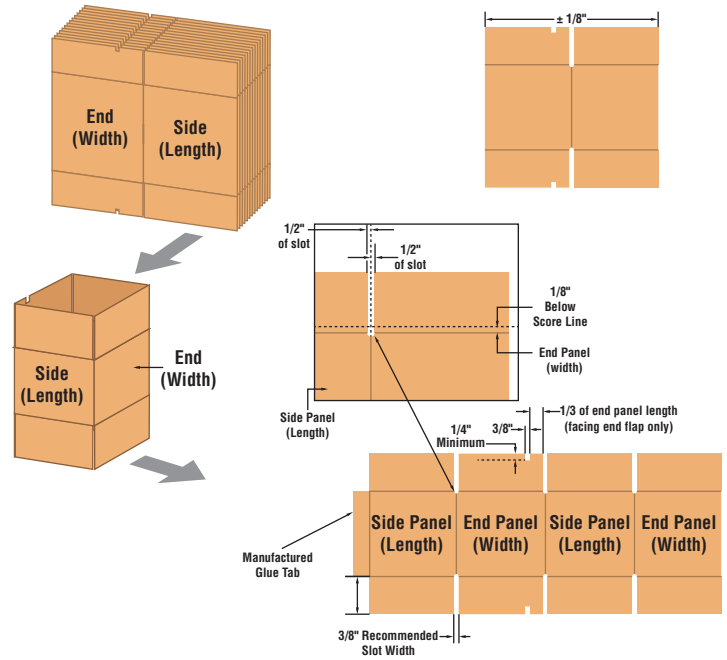 ± 1/8"
End
(Width)
Side
(Length)
1/2"
of slot
1/2"
of slot
1/8"
Below
Score Line
End Panel
(width)
Side
(Length)
End
(Width)
Side Panel
(Length)
1/4"
Minimum
3/8"
1/3 of end panel length
(facing end flap only)
Side Panel
(Length)
End Panel
(Width)
Side Panel
(Length)
End Panel
(Width)
Manufactured
Glue Tab
3/8" Recommended
Slot Width